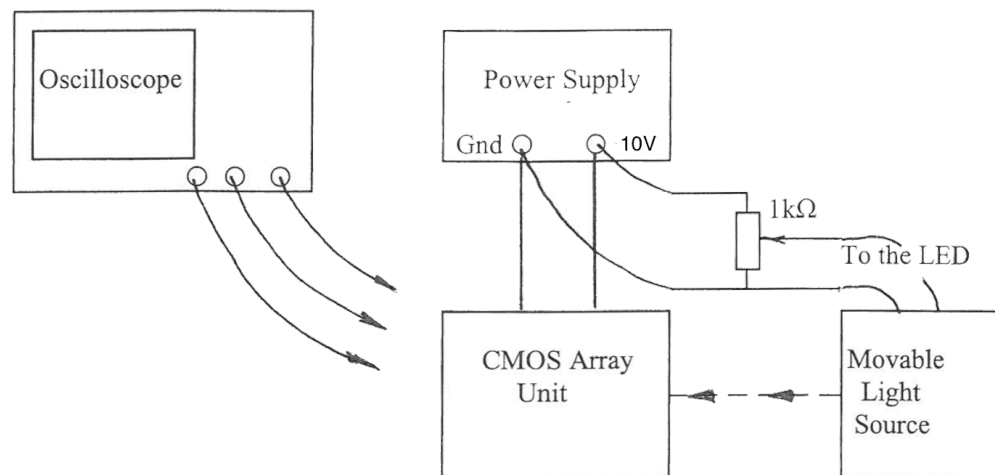 Oscilloscope
Power Supply
Gnd
10V
1kΩ
To the LED
CMOS Array
Unit
Movable
Light
Source